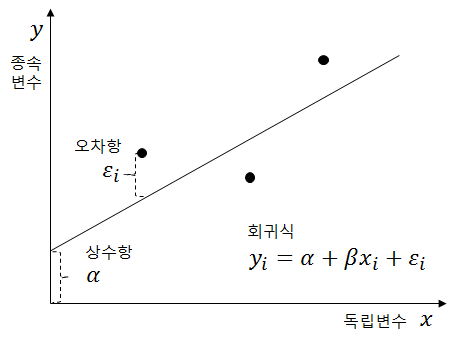 y
종속
변수
오차항
εᵢ
상수항
α
회귀식
yᵢ = α + βxᵢ + εᵢ
독립변수 x